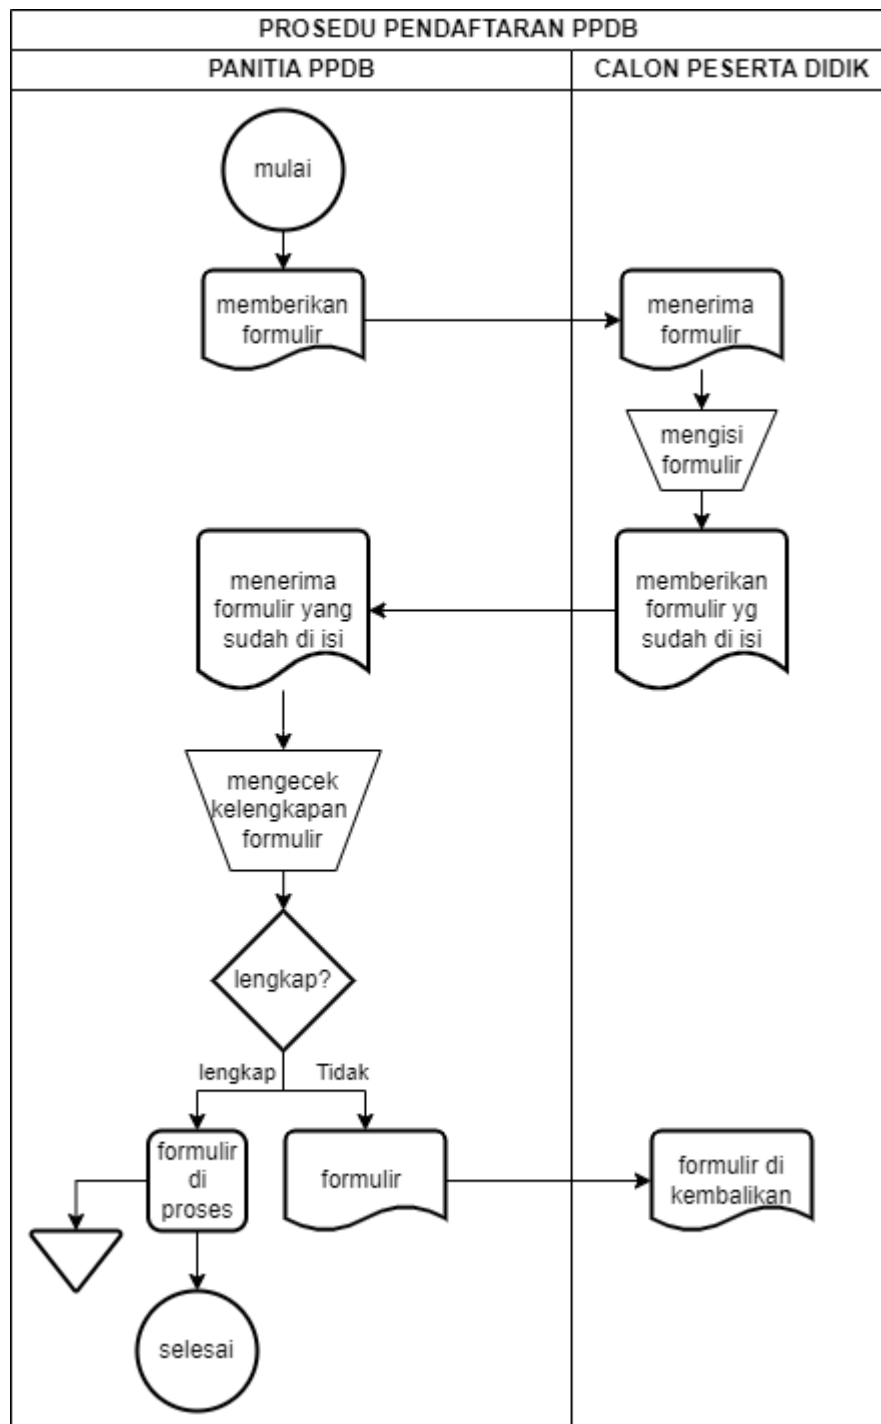 PROSEDU PENDAFTARAN PPDB
PANITIA PPDB
CALON PESERTA DIDIK
mulai
memberikan
formulir
menerima
formulir
mengisi
formulir
memberikan
formulir yg
sudah di isi
menerima
formulir yang
sudah di isi
mengecek
kelengkapan
formulir
lengkap?
lengkap
Tidak
formulir
di
proses
formulir
formulir di
kembalikan
selesai